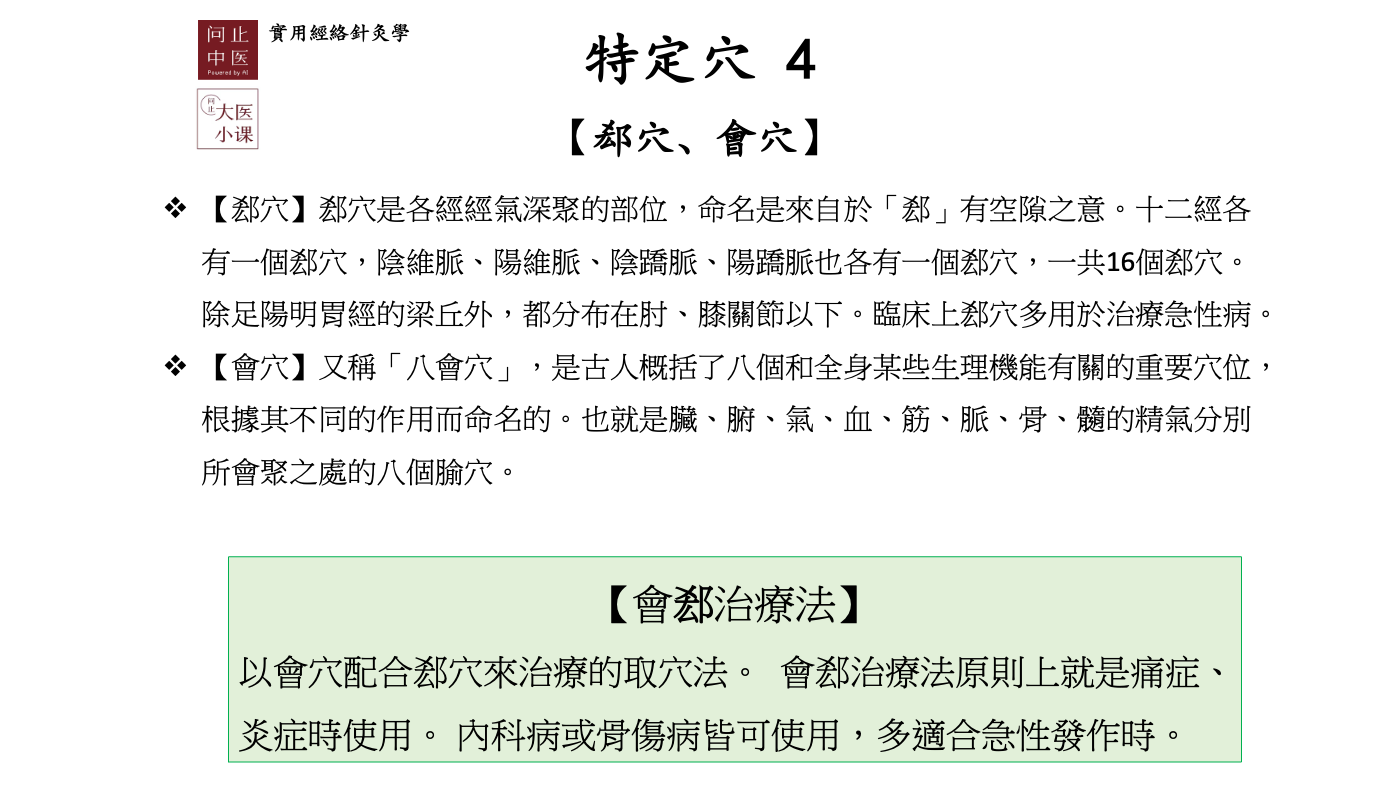 问止
中医
Powered by AI
實用經絡針灸學
问止
大医
小课
特定穴 4
【郄穴、會穴】
❖ 【郄穴】郄穴是各經經氣深聚的部位，命名是來自於「郄」有空隙之意。十二經各
有一個郄穴，陰維脈、陽維脈、陰蹻脈、陽蹻脈也各有一個郄穴，一共16個郄穴。
除足陽明胃經的梁丘外，都分布在肘、膝關節以下。臨床上郄穴多用於治療急性病。
❖ 【會穴】又稱「八會穴」，是古人概括了八個和全身某些生理機能有關的重要穴位，
根據其不同的作用而命名的。也就是臟、腑、氣、血、筋、脈、骨、髓的精氣分別
所會聚之處的八個腧穴。
【會郄治療法】
以會穴配合郄穴來治療的取穴法。 會郄治療法原則上就是痛症、
炎症時使用。 內科病或骨傷病皆可使用，多適合急性發作時。